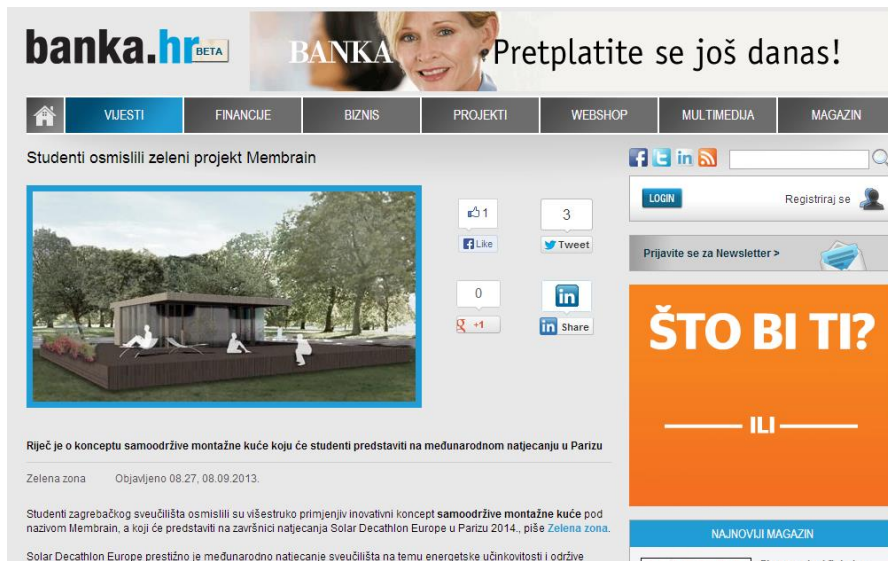 banka.hr BETA
BANKA Pretplatite se još danas!
VIJESTI FINANCIJE BIZNIS PROJEKTI WEBSHOP MULTIMEDIJA MAGAZIN
Studenti osmislili zeleni projekt Membrain
1
Like
3
Tweet
0
+1
in
in Share
Riječ je o konceptu samoodržive montažne kuće koju će studenti predstaviti na međunarodnom natjecanju u Parizu
Zelena zona Objavljeno 08.27, 08.09.2013.
Studenti zagrebačkog sveučilišta osmislili su višestruko primjenjiv inovativni koncept samoodržive montažne kuće pod
nazivom Membrain, a koji će predstaviti na završnici natjecanja Solar Decathlon Europe u Parizu 2014., piše Zelena zona.
Solar Decathlon Europe prestižno je međunarodno natjecanje sveučilišta na temu energetske učinkovitosti i održive
f t in
LOGIN Registriraj se
Prijavite se za Newsletter >
ŠTO BI TI?
ILI
NAJNOVIJI MAGAZIN